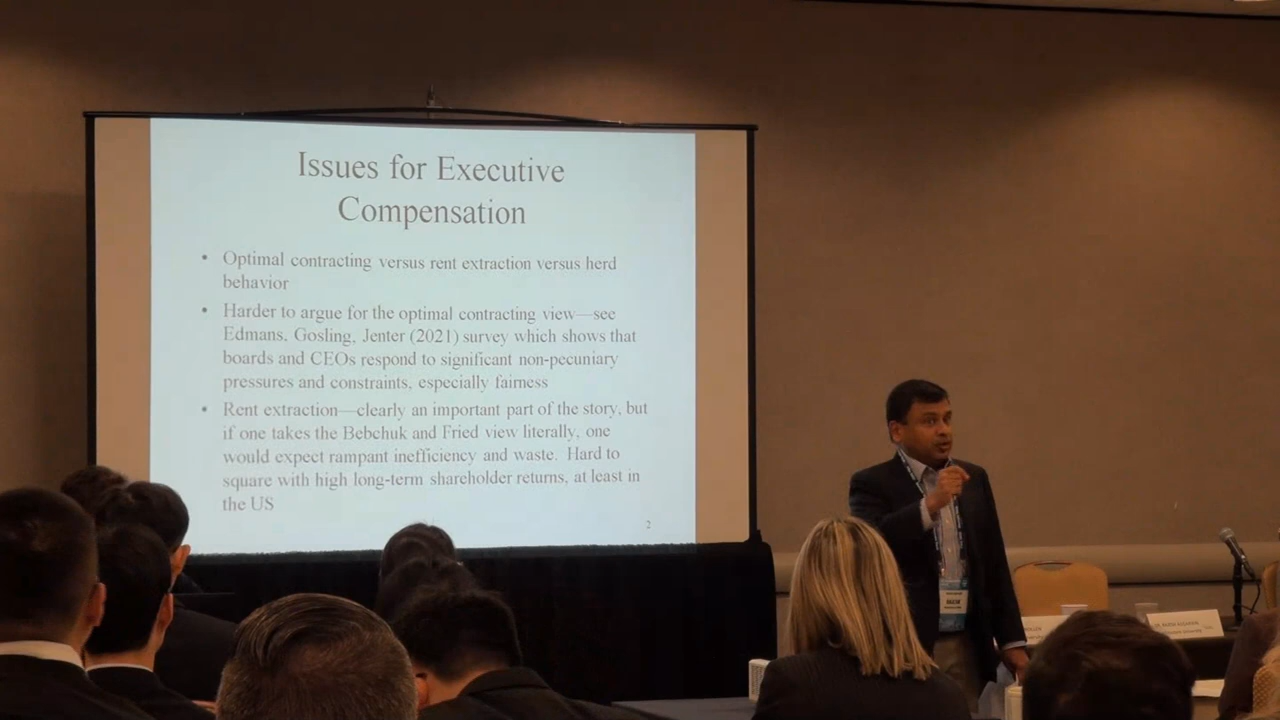 Issues for Executive
Compensation
• Optimal contracting versus rent extraction versus herd
behavior
• Harder to argue for the optimal contracting view—see
Edmans, Gosling, Jenter (2021) survey which shows that
boards and CEOs respond to significant non-pecuniary
pressures and constraints, especially fairness
• Rent extraction—clearly an important part of the story, but
if one takes the Bebchuk and Fried view literally, one
would expect rampant inefficiency and waste. Hard to
square with high long-term shareholder returns, at least in
the US
2